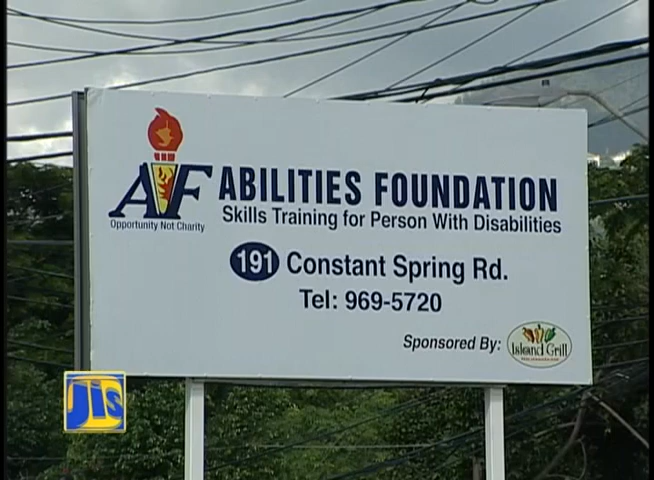 AF
Opportunity Not Charity
ABILITIES FOUNDATION
Skills Training for Person With Disabilities
191 Constant Spring Rd.
Tel: 969-5720
Sponsored By:
Island Grill
JIS